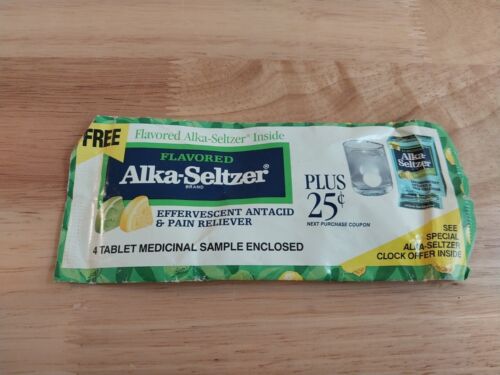 FREE
Flavored Alka-Seltzer® Inside
FLAVORED
Alka-Seltzer®
BRAND
EFFERVESCENT ANTACID
& PAIN RELIEVER
4 TABLET MEDICINAL SAMPLE ENCLOSED
PLUS
25¢
NEXT PURCHASE COUPON
Alka-
Seltzer
SEE
SPECIAL
ALKA-SELTZER
CLOCK OFFER INSIDE